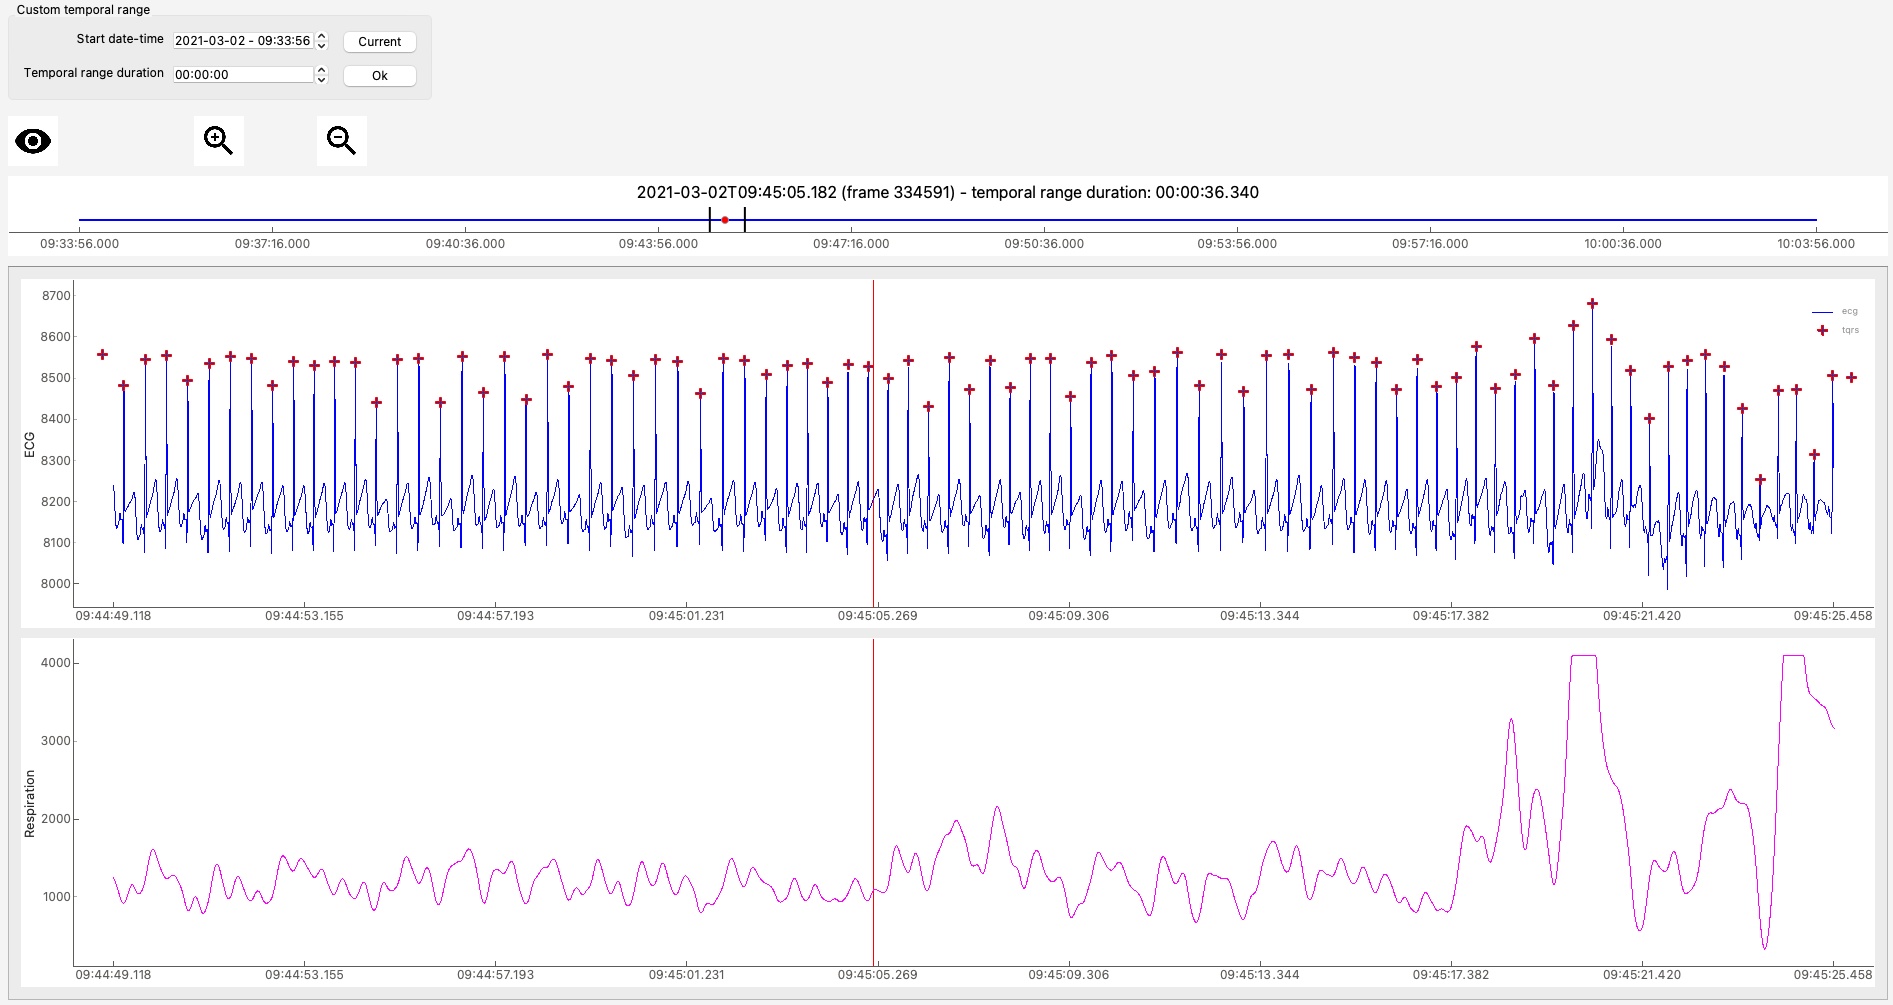 Custom temporal range
Start date-time 2021-03-02 - 09:33:56 Current
Temporal range duration 00:00:00 Ok
2021-03-02T09:45:05.182 (frame 334591) - temporal range duration: 00:00:36.340
09:33:56.000 09:37:16.000 09:40:36.000 09:43:56.000 09:47:16.000 09:50:36.000 09:53:56.000 09:57:16.000 10:00:36.000 10:03:56.000
ECG
8700
8600
8500
8400
8300
8200
8100
8000
ecg
tqrs
09:44:49.118 09:44:53.155 09:44:57.193 09:45:01.231 09:45:05.269 09:45:09.306 09:45:13.344 09:45:17.382 09:45:21.420 09:45:25.458
Respiration
4000
3000
2000
1000
09:44:49.118 09:44:53.155 09:44:57.193 09:45:01.231 09:45:05.269 09:45:09.306 09:45:13.344 09:45:17.382 09:45:21.420 09:45:25.458